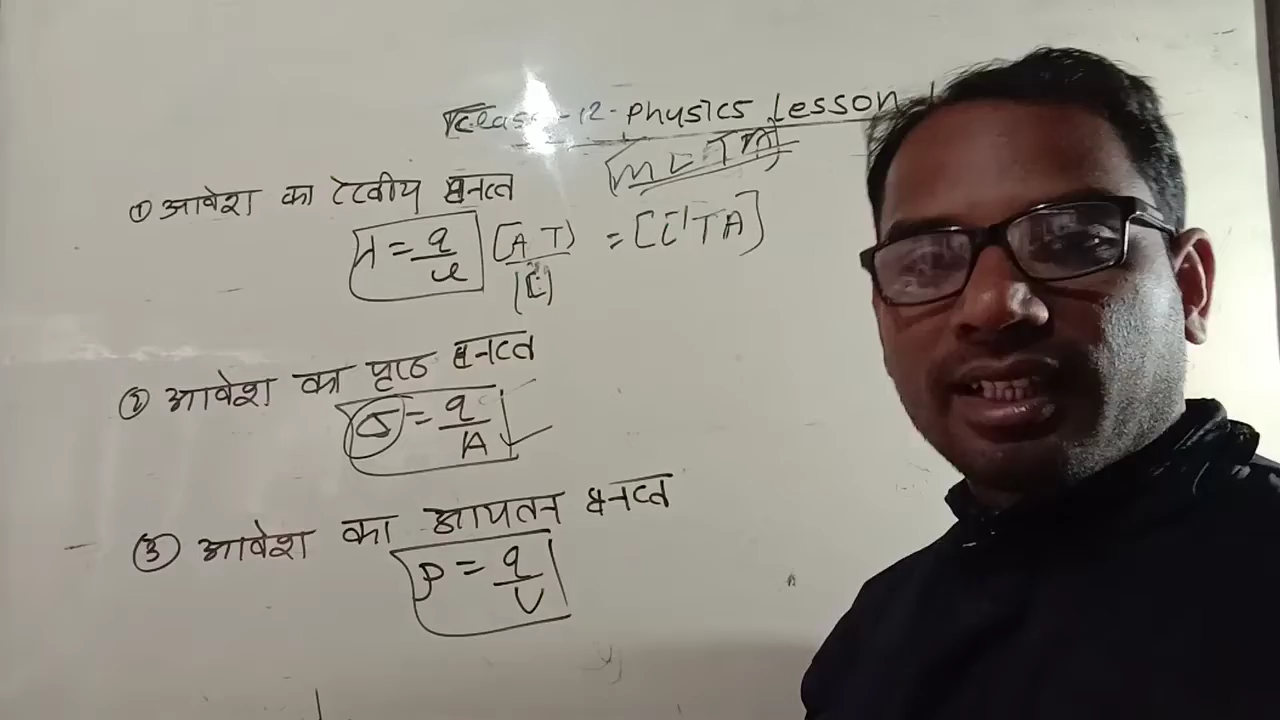 Class-12-Physics Lesson
[MLTA]
① आवेश का रेखीय घनत्व
λ = q/l [AT]/[L] = [L⁻¹TA]
② आवेश का पृष्ठ घनत्व
σ = q/A
③ आवेश का आयतन घनत्व
ρ = q/V